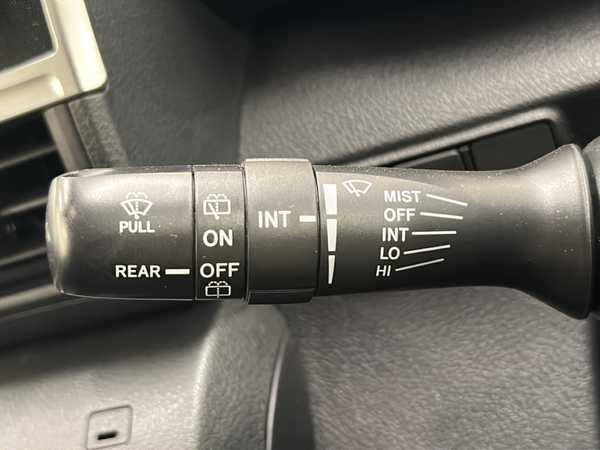 PULL
REAR
ON
OFF
INT
MIST
OFF
INT
LO
HI